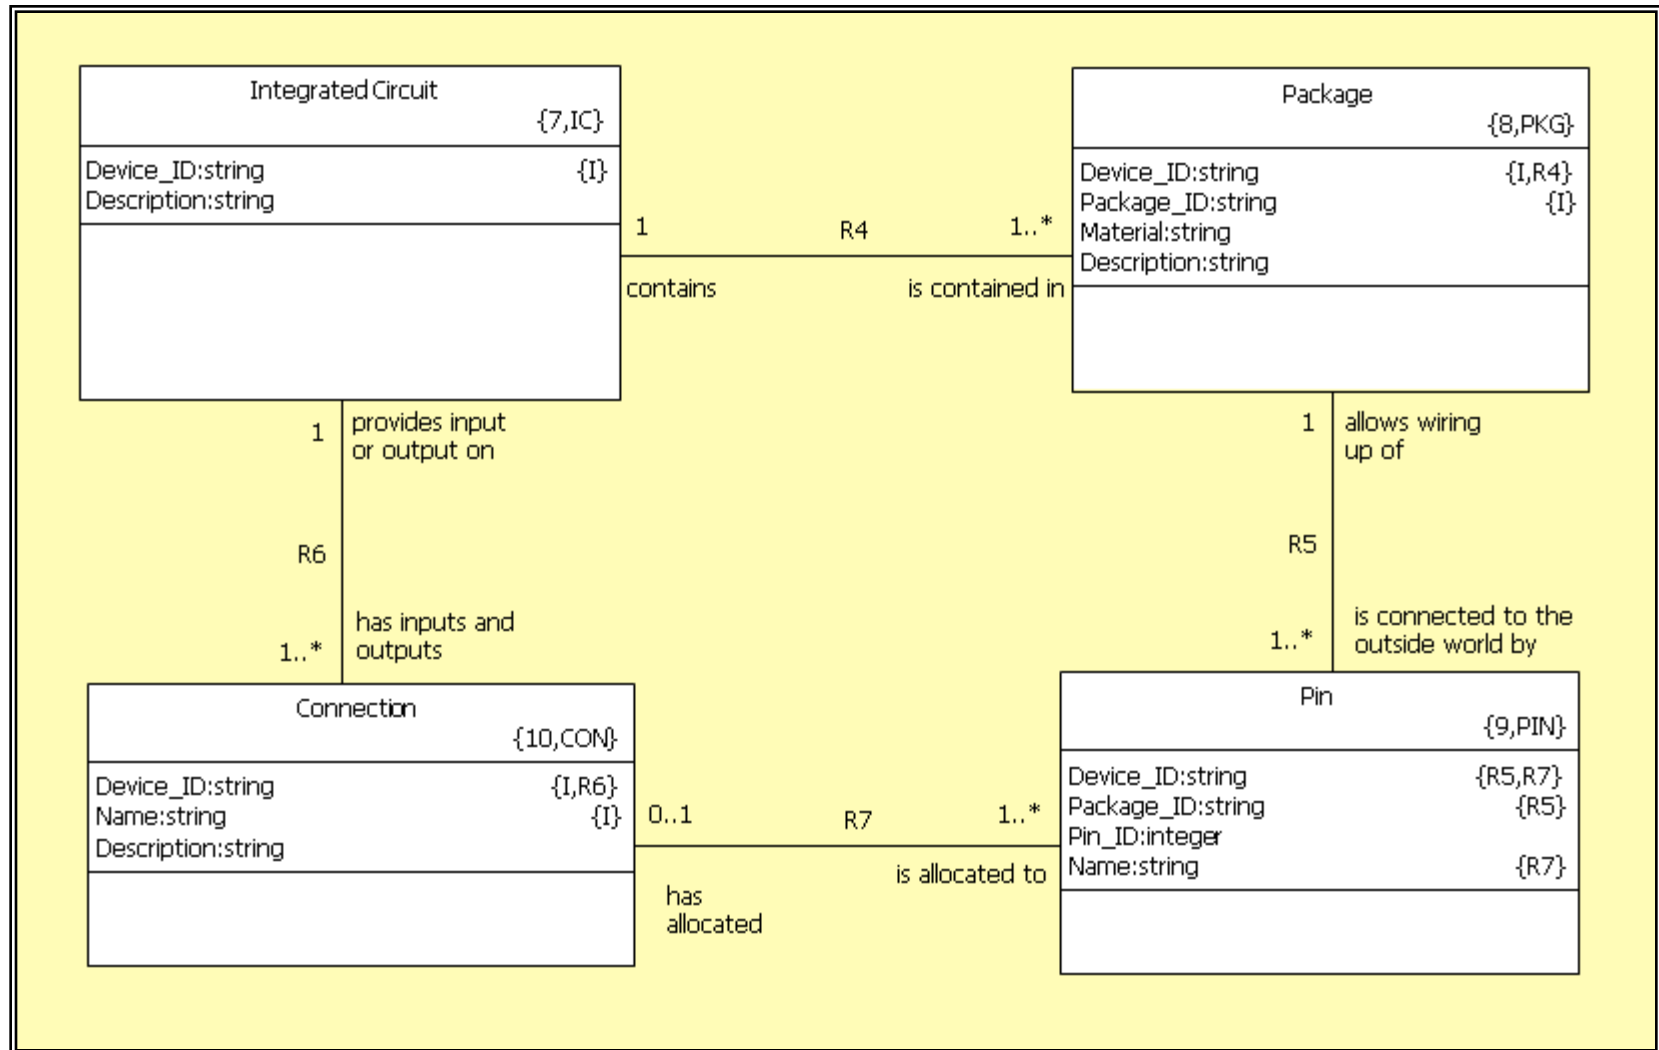 Integrated Circuit
{7,IC}
Device_ID:string {I}
Description:string
Package
{8,PKG}
Device_ID:string {I,R4}
Package_ID:string {I}
Material:string
Description:string
1 R4 1..*
contains is contained in
1
provides input
or output on
R6
has inputs and
outputs
1..*
1
allows wiring
up of
R5
is connected to the
outside world by
1..*
Connection
{10,CON}
Device_ID:string {I,R6}
Name:string {I}
Description:string
0..1 R7 1..*
is allocated to
has
allocated
Pin
{9,PIN}
Device_ID:string {R5,R7}
Package_ID:string {R5}
Pin_ID:integer
Name:string {R7}